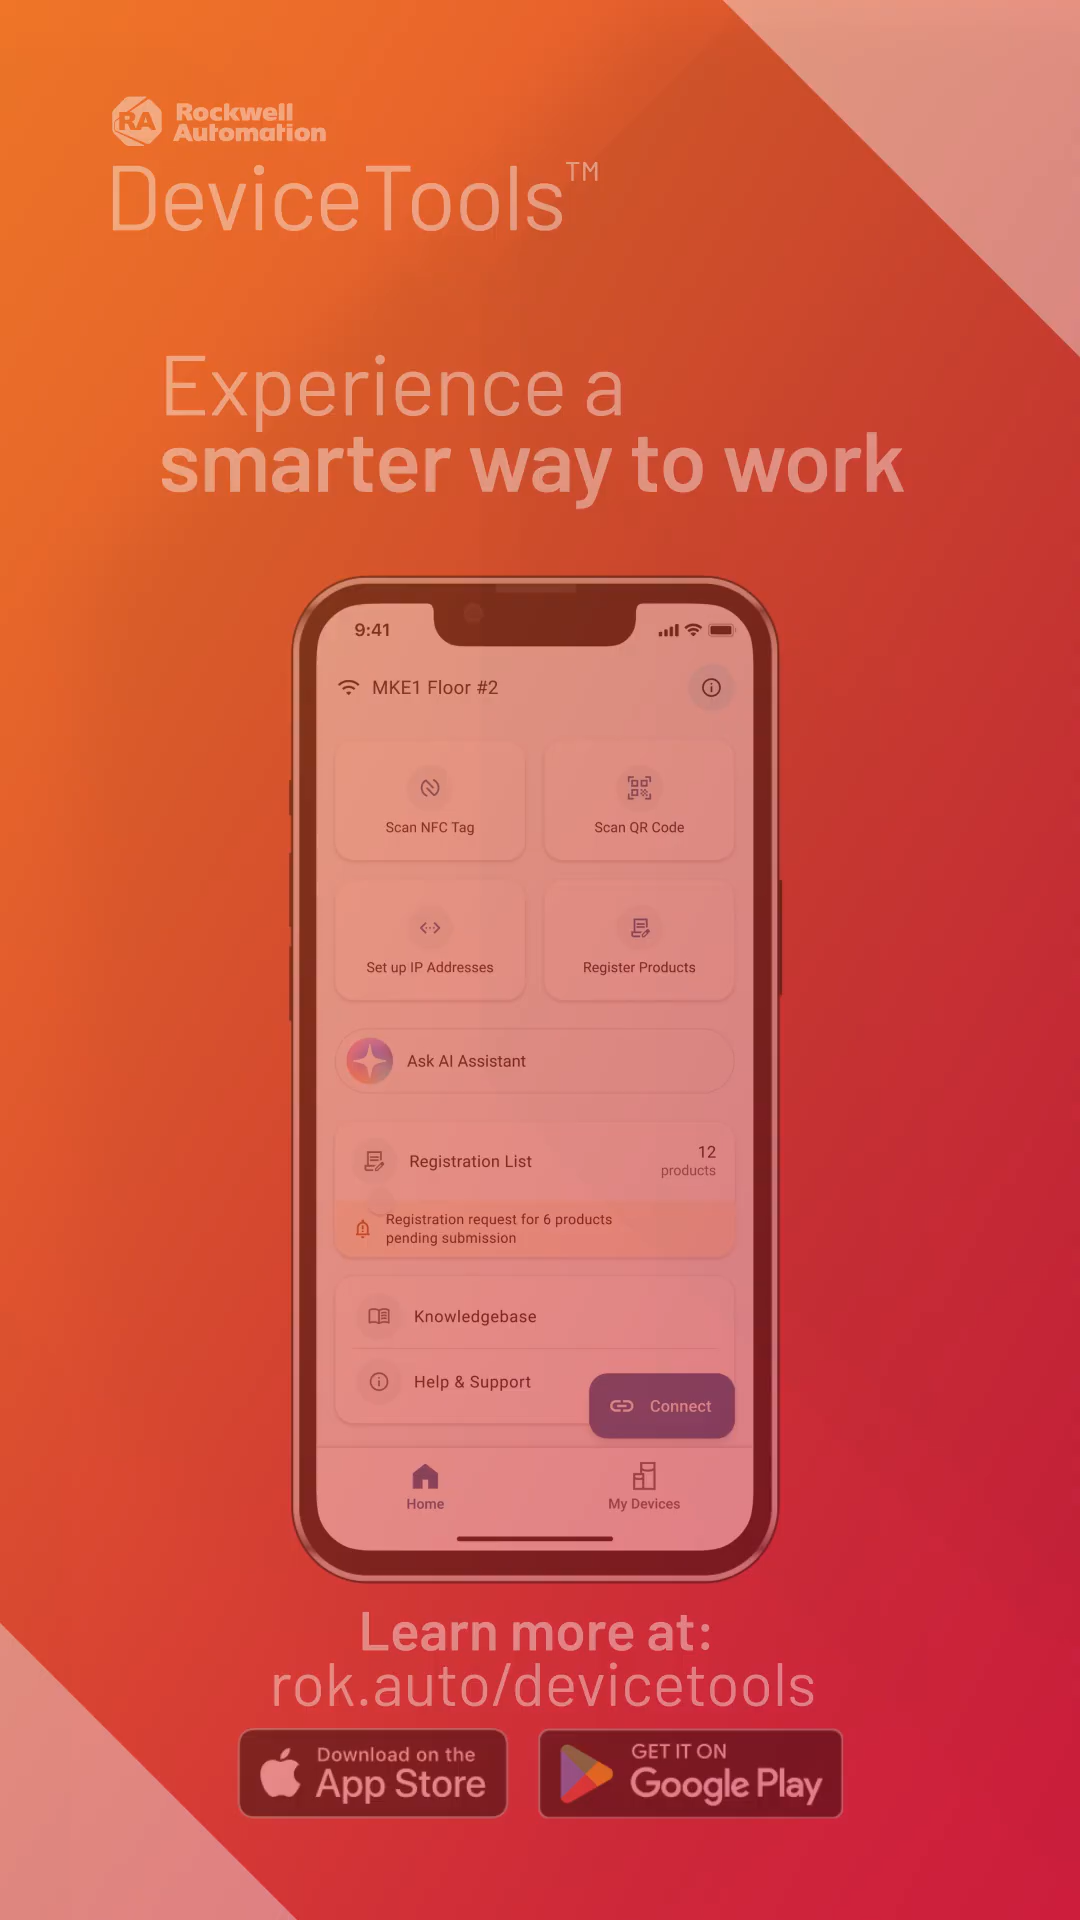 RA
Rockwell
Automation
DeviceTools™
Experience a
smarter way to work
9:41
MKE1 Floor #2
Scan NFC Tag
Scan QR Code
Set up IP Addresses
Register Products
Ask AI Assistant
Registration List
12
products
Registration request for 6 products
pending submission
Knowledgebase
Help & Support
Connect
Home
My Devices
Learn more at:
rok.auto/devicetools
Download on the
App Store
GET IT ON
Google Play